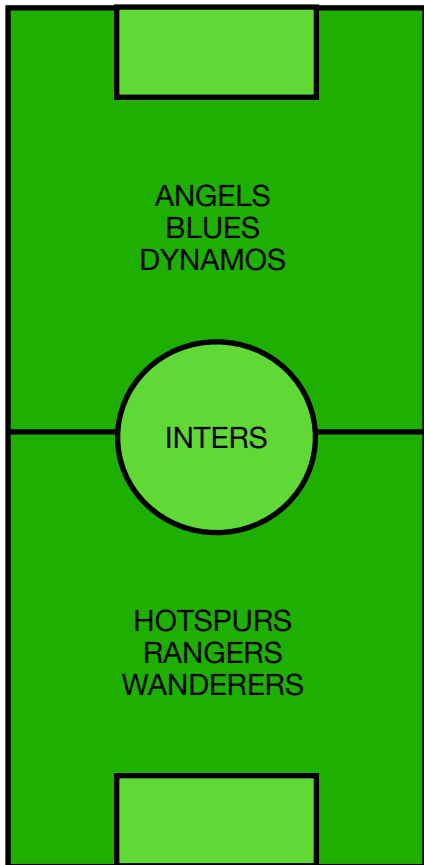 ANGELS
BLUES
DYNAMOS
INTERS
HOTSPURS
RANGERS
WANDERERS